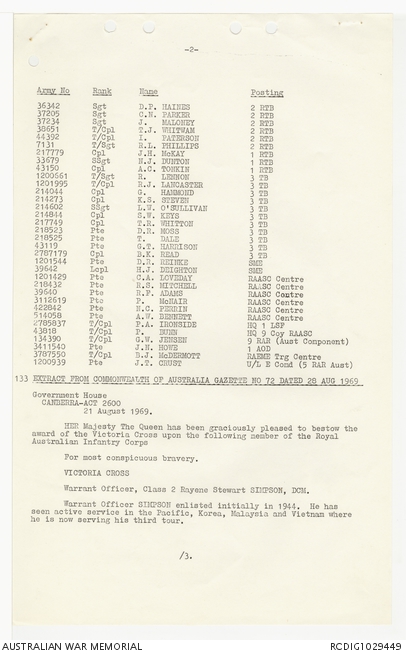 -2-
Army No Rank Name Posting
36342 Sgt D.P. HAINES 2 RTB
37205 Sgt C.N. PARKER 2 RTB
37234 Sgt J. MALONEY 2 RTB
38651 T/Cpl T.J. WHITWAM 2 RTB
44392 T/Cpl I. PATERSON 2 RTB
7131 T/Sgt R.L. PHILLIPS 2 RTB
217779 Cpl J.H. McKAY 1 RTB
33679 SSgt N.J. DUNTON 1 RTB
43150 Cpl A.C. TONKIN 1 RTB
1200661 T/Sgt R. LENNON 3 TB
1201995 T/Cpl R.J. LANCASTER 3 TB
214044 Cpl G. HAMMOND 3 TB
214273 Cpl K.S. STEVEN 3 TB
214602 SSgt L.W. O'SULLIVAN 3 TB
214844 Cpl S.W. KEYS 3 TB
217749 Cpl T.R. WHITTON 3 TB
218523 Pte D.R. MOSS 3 TB
218525 Pte T. DALE 3 TB
43119 Pte G.T. HARRISON 3 TB
2787179 Cpl B.K. READ 3 TB
1201544 Pte D.R. REINKE SME
39642 Lcpl H.J. DEIGHTON SME
1201429 Pte C.A. LOVEDAY RAASC Centre
218432 Pte R.S. MITCHELL RAASC Centre
39640 Pte R.F. ADAMS RAASC Centre
3112619 Pte P. McNAIR RAASC Centre
422842 Pte N.C. PERRIN RAASC Centre
514058 Pte A.W. BENNETT RAASC Centre
2785837 T/Cpl F.A. IRONSIDE HQ 1 LSF
43818 T/Cpl P. BUNN HQ 9 Coy RAASC
134390 T/Cpl G.W. JENSEN 9 RAR (Aust Component)
3411540 Pte J.N. HOWE 1 AOD
3787550 T/Cpl B.J. McDERMOTT RAEME Trg Centre
1200939 Pte J.T. CRUST U/L E Comd (5 RAR Aust)
133 EXTRACT FROM COMMONWEALTH OF AUSTRALIA GAZETTE NO 72 DATED 28 AUG 1969
Government House
CANBERRA-ACT 2600
21 August 1969.
HER Majesty The Queen has been graciously pleased to bestow the
award of the Victoria Cross upon the following member of the Royal
Australian Infantry Corps
For most conspicuous bravery.
VICTORIA CROSS
Warrant Officer, Class 2 Rayene Stewart SIMPSON, DCM.
Warrant Officer SIMPSON enlisted initially in 1944. He has
seen active service in the Pacific, Korea, Malaysia and Vietnam where
he is now serving his third tour.
/3.
AUSTRALIAN WAR MEMORIAL RCDIG1029449